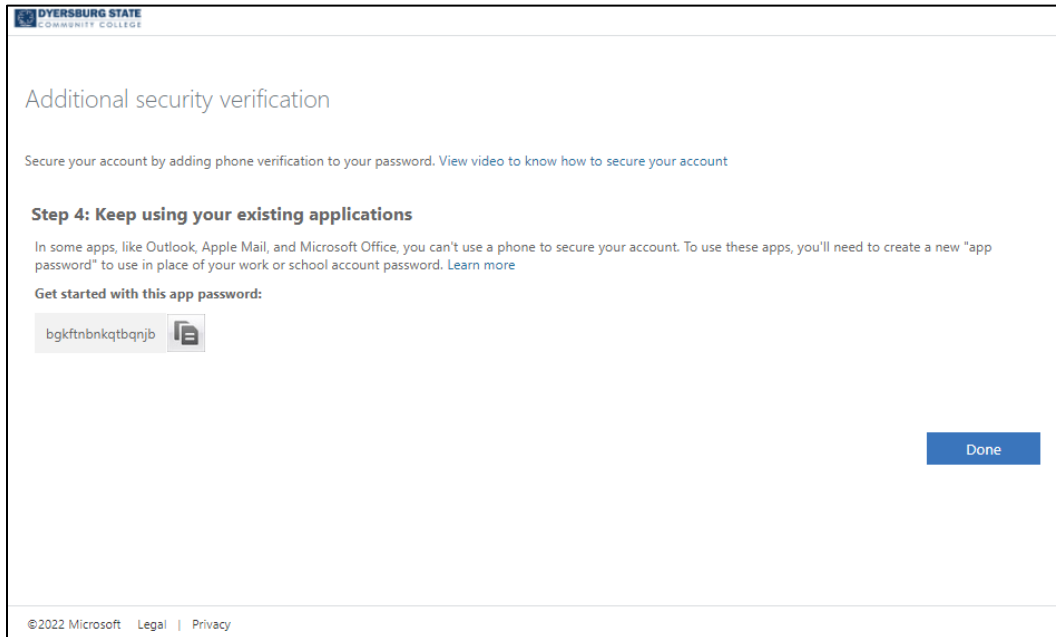 DYERSBURG STATE
COMMUNITY COLLEGE
Additional security verification
Secure your account by adding phone verification to your password. View video to know how to secure your account
Step 4: Keep using your existing applications
In some apps, like Outlook, Apple Mail, and Microsoft Office, you can't use a phone to secure your account. To use these apps, you'll need to create a new "app
password" to use in place of your work or school account password. Learn more
Get started with this app password:
bgkftnbnkqtbqnjb
Done
©2022 Microsoft Legal | Privacy